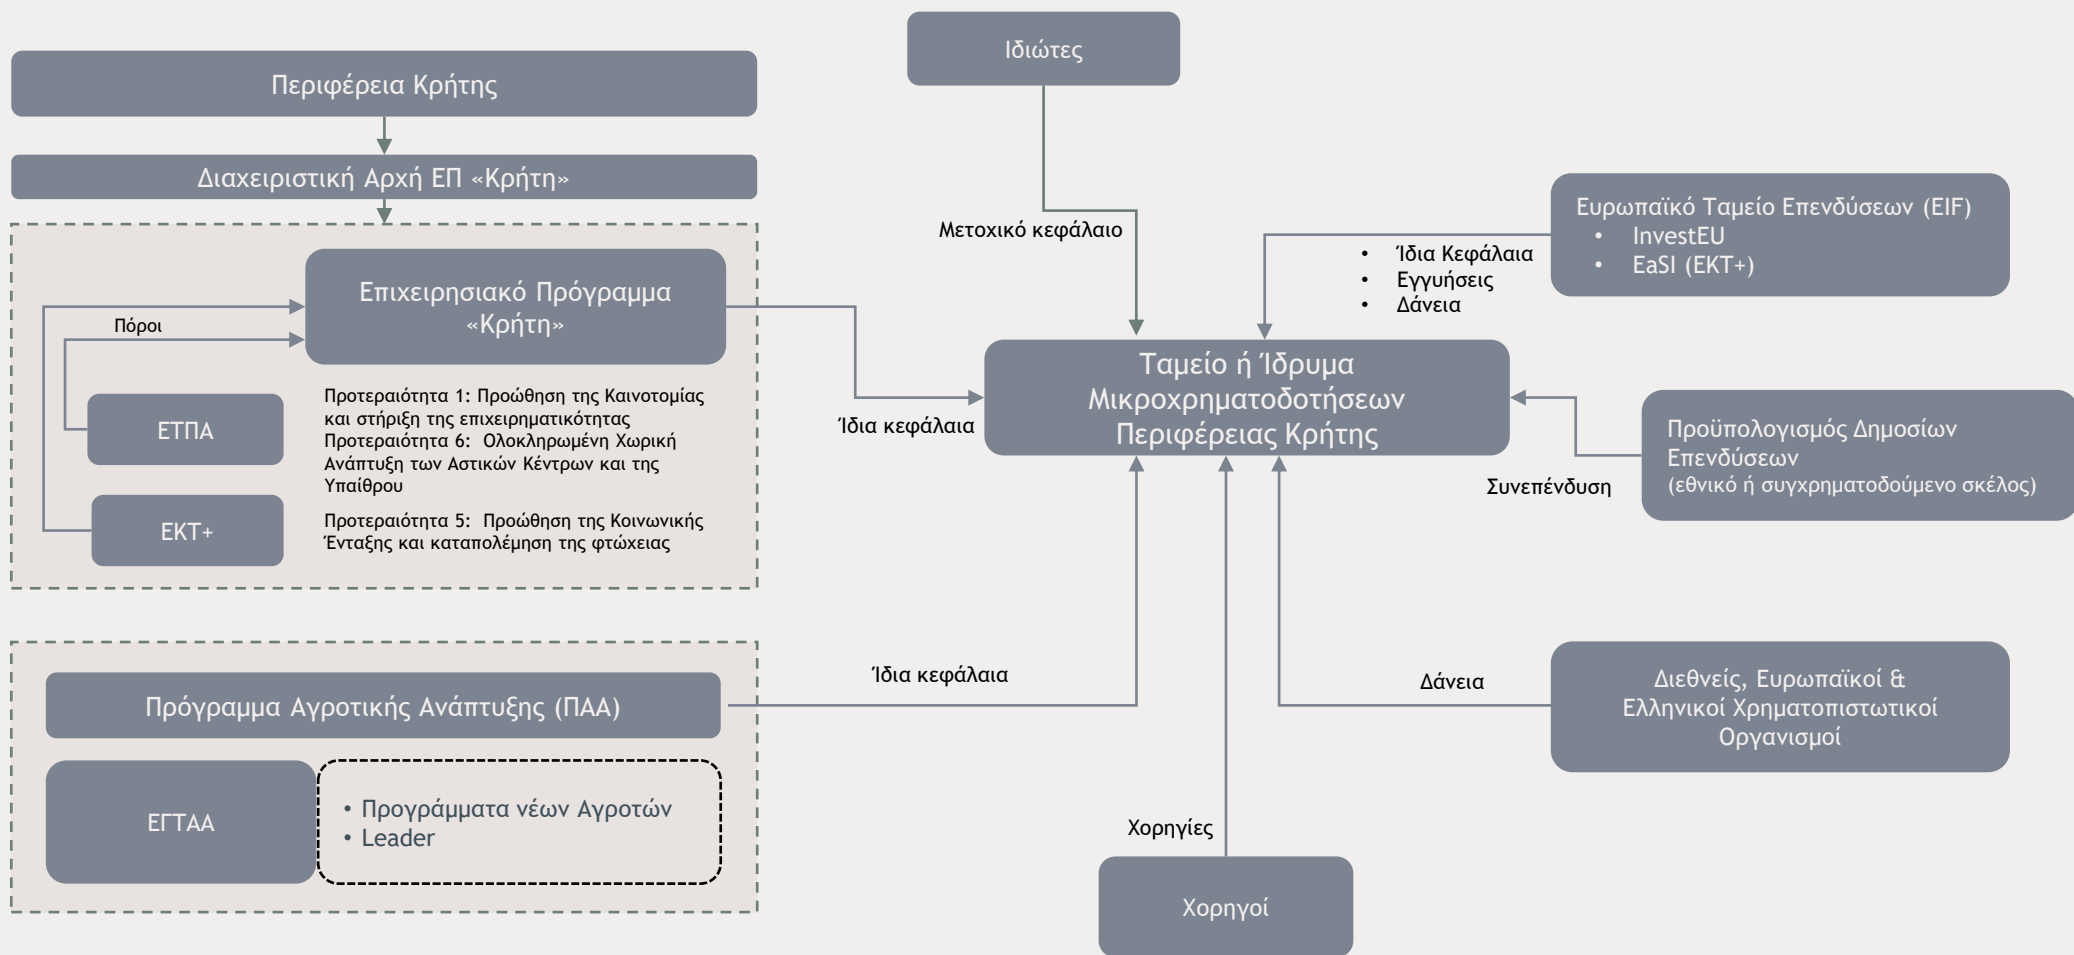 Ιδιώτες
Περιφέρεια Κρήτης
Διαχειριστική Αρχή ΕΠ «Κρήτη»
Επιχειρησιακό Πρόγραμμα
«Κρήτη»
Πόροι
ΕΤΠΑ
ΕΚΤ+
Προτεραιότητα 1: Προώθηση της Καινοτομίας
και στήριξη της επιχειρηματικότητας
Προτεραιότητα 6:  Ολοκληρωμένη Χωρική
Ανάπτυξη των Αστικών Κέντρων και της
Υπαίθρου
Προτεραιότητα 5:  Προώθηση της Κοινωνικής
Ένταξης και καταπολέμηση της φτώχειας
Μετοχικό κεφάλαιο
Ευρωπαϊκό Ταμείο Επενδύσεων (EIF)
• InvestEU
• EaSI (ΕΚΤ+)
• Ίδια Κεφάλαια
• Εγγυήσεις
• Δάνεια
Ταμείο ή Ίδρυμα
Μικροχρηματοδοτήσεων
Περιφέρειας Κρήτης
Ίδια κεφάλαια
Προϋπολογισμός Δημοσίων
Επενδύσεων
(εθνικό ή συγχρηματοδούμενο σκέλος)
Συνεπένδυση
Πρόγραμμα Αγροτικής Ανάπτυξης (ΠΑΑ)
ΕΓΤΑΑ
• Προγράμματα νέων Αγροτών
• Leader
Ίδια κεφάλαια
Δάνεια
Διεθνείς, Ευρωπαϊκοί &
Ελληνικοί Χρηματοπιστωτικοί
Οργανισμοί
Χορηγίες
Χορηγοί